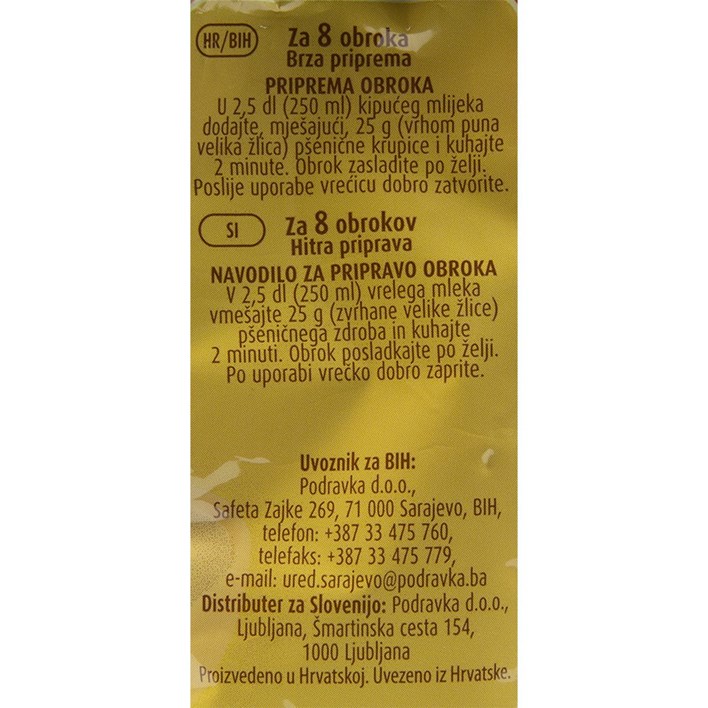 HR/BIH
Za 8 obroka
Brza priprema
PRIPREMA OBROKA
U 2,5 dl (250 ml) kipućeg mlijeka
dodajte, mješajući, 25 g (vrhom puna
velika žlica) pšenične krupice i kuhajte
2 minute. Obrok zasladite po želji.
Poslije uporabe vrećicu dobro zatvorite.
SI
Za 8 obrokov
Hitra priprava
NAVODILO ZA PRIPRAVO OBROKA
V 2,5 dl (250 ml) vrelega mleka
vmešajte 25 g (zvrhane velike žlice)
pšeničnega zdroba in kuhajte
2 minuti. Obrok posladkajte po želji.
Po uporabi vrečko dobro zaprite.
Uvoznik za BIH:
Podravka d.o.o.,
Safeta Zajke 269, 71 000 Sarajevo, BIH,
telefon: +387 33 475 760,
telefaks: +387 33 475 779,
e-mail: ured.sarajevo@podravka.ba
Distributer za Slovenijo: Podravka d.o.o.,
Ljubljana, Šmartinska cesta 154,
1000 Ljubljana
Proizvedeno u Hrvatskoj. Uvezeno iz Hrvatske.